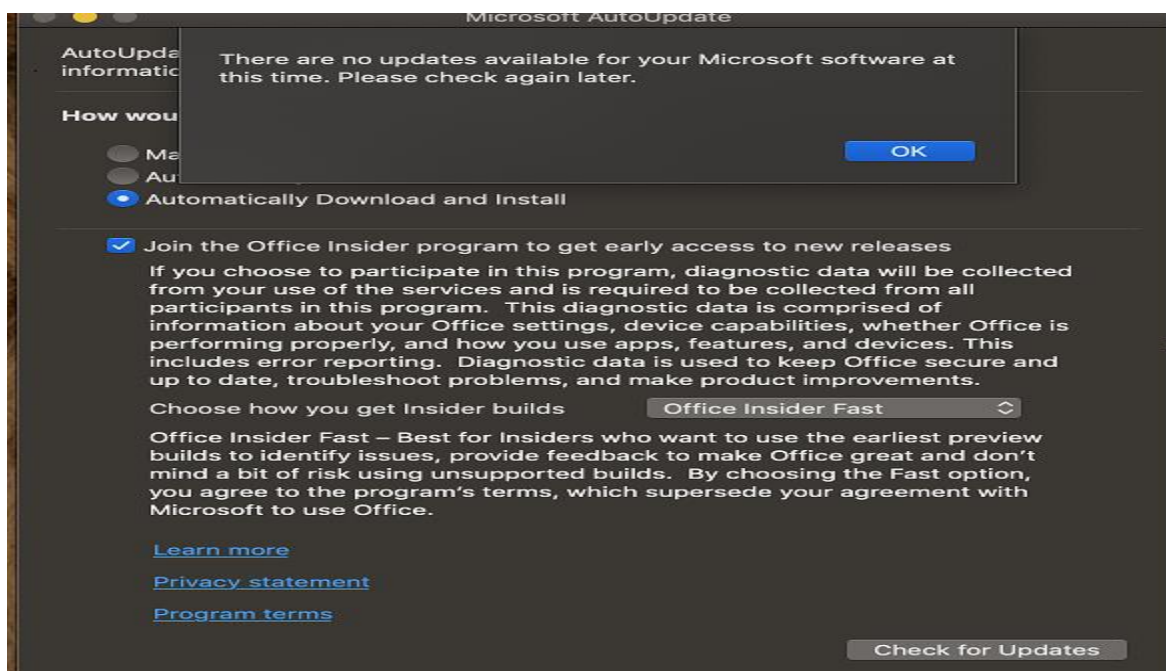 Microsoft AutoUpdate
AutoUpda
informatic
There are no updates available for your Microsoft software at
this time. Please check again later.
How wou
OK
Ma
Au
Automatically Download and Install
Join the Office Insider program to get early access to new releases
If you choose to participate in this program, diagnostic data will be collected
from your use of the services and is required to be collected from all
participants in this program. This diagnostic data is comprised of
information about your Office settings, device capabilities, whether Office is
performing properly, and how you use apps, features, and devices. This
includes error reporting. Diagnostic data is used to keep Office secure and
up to date, troubleshoot problems, and make product improvements.
Choose how you get Insider builds Office Insider Fast
Office Insider Fast – Best for Insiders who want to use the earliest preview
builds to identify issues, provide feedback to make Office great and don't
mind a bit of risk using unsupported builds. By choosing the Fast option,
you agree to the program's terms, which supersede your agreement with
Microsoft to use Office.
Learn more
Privacy statement
Program terms
Check for Updates